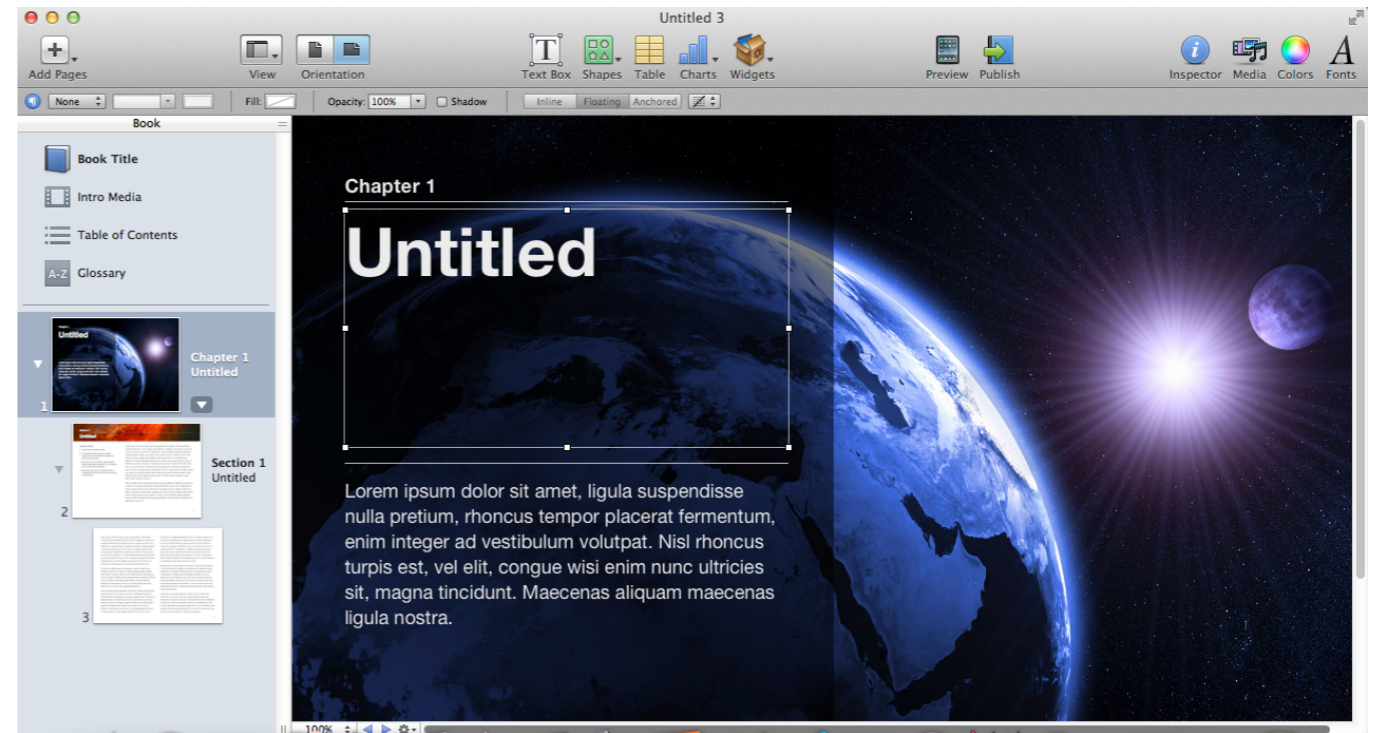 Untitled 3
Add Pages
View
Orientation
Text Box
Shapes
Table
Charts
Widgets
Preview
Publish
Inspector
Media
Colors
Fonts
None
Fill:
Opacity: 100%
Shadow
Inline
Floating
Anchored
Book
Book Title
Intro Media
Table of Contents
A-Z Glossary
Untitled
Chapter 1
Untitled
1
Untitled
Section 1
Untitled
2
3
Chapter 1
Untitled
Lorem ipsum dolor sit amet, ligula suspendisse
nulla pretium, rhoncus tempor placerat fermentum,
enim integer ad vestibulum volutpat. Nisl rhoncus
turpis est, vel elit, congue wisi enim nunc ultricies
sit, magna tincidunt. Maecenas aliquam maecenas
ligula nostra.
100%